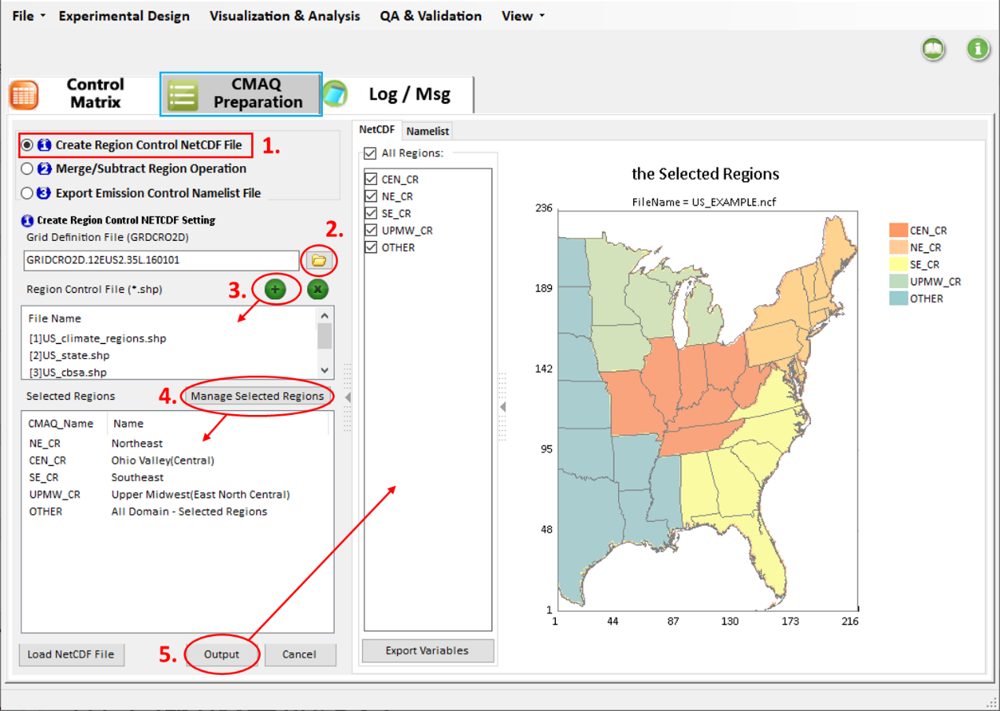 File
Experimental Design
Visualization & Analysis
QA & Validation
View
Control
Matrix
CMAQ
Preparation
Log / Msg
1 Create Region Control NetCDF File
1.
2 Merge/Subtract Region Operation
3 Export Emission Control Namelist File
1 Create Region Control NETCDF Setting
Grid Definition File (GRDCRO2D)
2.
GRIDCRO2D.12EUS2.35L.160101
Region Control File (*.shp)
3.
File Name
[1]US_climate_regions.shp
[2]US_state.shp
[3]US_cbsa.shp
Selected Regions
4.
Manage Selected Regions
CMAQ_Name Name
NE_CR Northeast
CEN_CR Ohio Valley(Central)
SE_CR Southeast
UPMW_CR Upper Midwest(East North Central)
OTHER All Domain - Selected Regions
Load NetCDF File
5.
Output
Cancel
NetCDF
Namelist
All Regions:
CEN_CR
NE_CR
SE_CR
UPMW_CR
OTHER
Export Variables
the Selected Regions
FileName = US_EXAMPLE.ncf
236
189
142
95
48
1
1 44 87 130 173 216
CEN_CR
NE_CR
SE_CR
UPMW_CR
OTHER